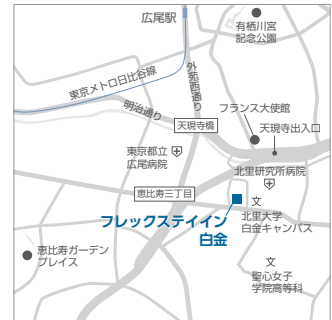 広尾駅
有栖川宮
記念公園
東京メトロ日比谷線
外苑西通り
明治通り
天現寺橋
フランス大使館
天現寺出入口
東京都立
広尾病院
北里研究所病院
恵比寿三丁目
文
フレックステイイン
白金
北里大学
白金キャンパス
恵比寿ガーデン
プレイス
文
聖心女子
学院高等科